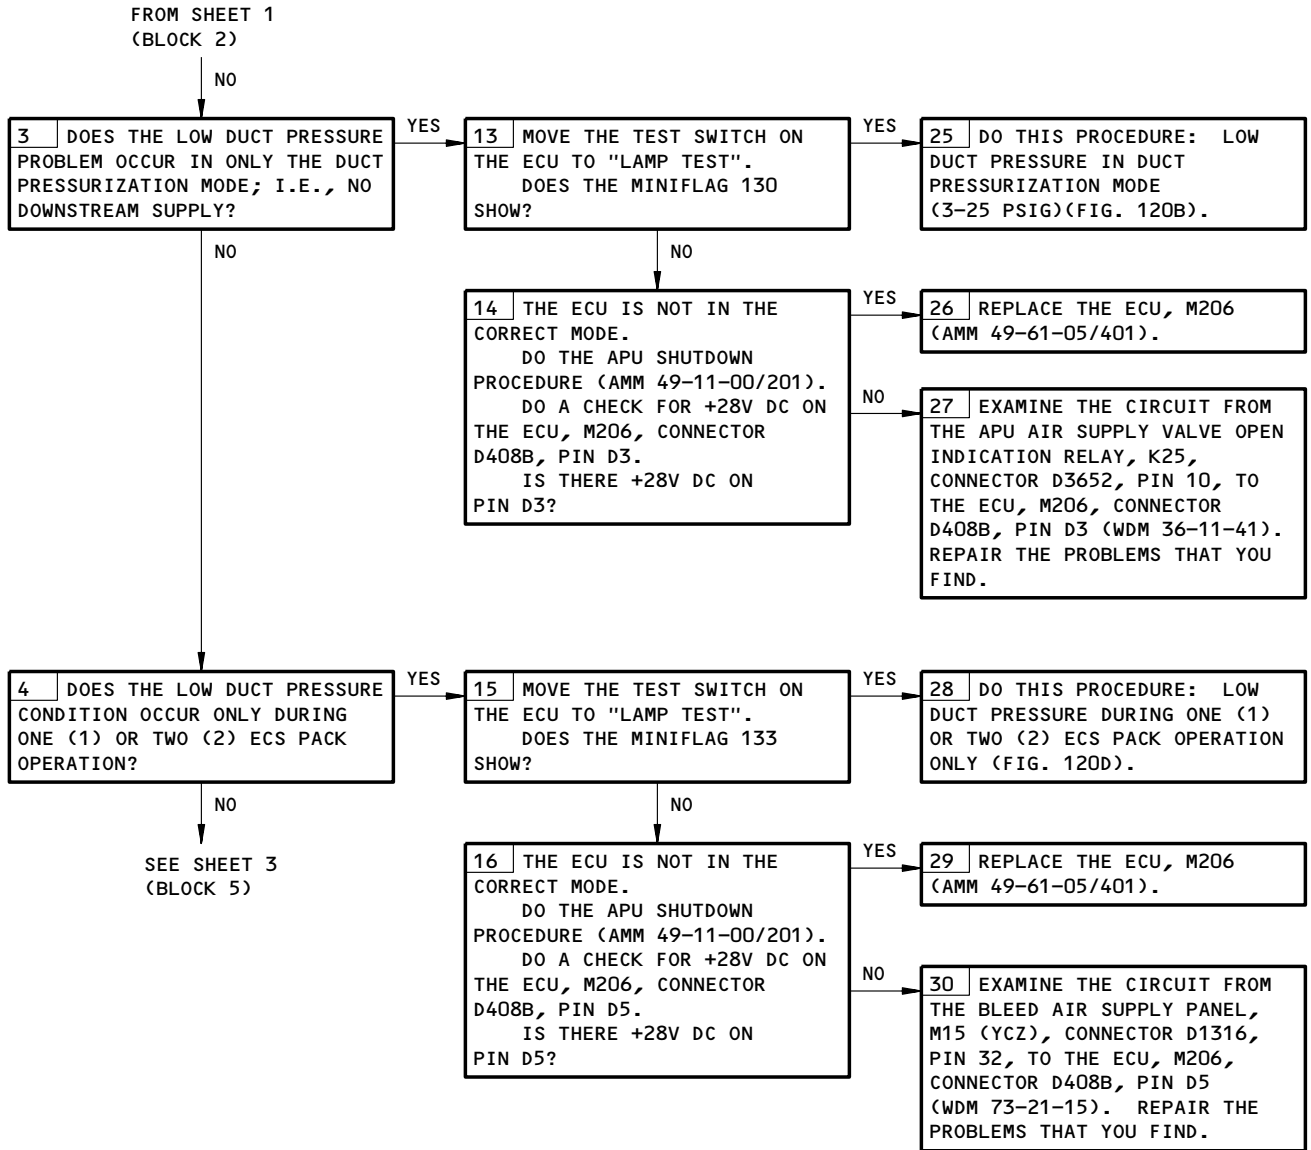 FROM SHEET 1
(BLOCK 2)
NO
3 DOES THE LOW DUCT PRESSURE
PROBLEM OCCUR IN ONLY THE DUCT
PRESSURIZATION MODE; I.E., NO
DOWNSTREAM SUPPLY?
YES
13 MOVE THE TEST SWITCH ON
THE ECU TO "LAMP TEST".
DOES THE MINIFLAG 130
SHOW?
YES
25 DO THIS PROCEDURE: LOW
DUCT PRESSURE IN DUCT
PRESSURIZATION MODE
(3-25 PSIG)(FIG. 120B).
NO
NO
14 THE ECU IS NOT IN THE
CORRECT MODE.
DO THE APU SHUTDOWN
PROCEDURE (AMM 49-11-00/201).
DO A CHECK FOR +28V DC ON
THE ECU, M206, CONNECTOR
D408B, PIN D3.
IS THERE +28V DC ON
PIN D3?
YES
26 REPLACE THE ECU, M206
(AMM 49-61-05/401).
NO
27 EXAMINE THE CIRCUIT FROM
THE APU AIR SUPPLY VALVE OPEN
INDICATION RELAY, K25,
CONNECTOR D3652, PIN 10, TO
THE ECU, M206, CONNECTOR
D408B, PIN D3 (WDM 36-11-41).
REPAIR THE PROBLEMS THAT YOU
FIND.
4 DOES THE LOW DUCT PRESSURE
CONDITION OCCUR ONLY DURING
ONE (1) OR TWO (2) ECS PACK
OPERATION?
YES
15 MOVE THE TEST SWITCH ON
THE ECU TO "LAMP TEST".
DOES THE MINIFLAG 133
SHOW?
YES
28 DO THIS PROCEDURE: LOW
DUCT PRESSURE DURING ONE (1)
OR TWO (2) ECS PACK OPERATION
ONLY (FIG. 120D).
NO
SEE SHEET 3
(BLOCK 5)
NO
16 THE ECU IS NOT IN THE
CORRECT MODE.
DO THE APU SHUTDOWN
PROCEDURE (AMM 49-11-00/201).
DO A CHECK FOR +28V DC ON
THE ECU, M206, CONNECTOR
D408B, PIN D5.
IS THERE +28V DC ON
PIN D5?
YES
29 REPLACE THE ECU, M206
(AMM 49-61-05/401).
NO
30 EXAMINE THE CIRCUIT FROM
THE BLEED AIR SUPPLY PANEL,
M15 (YCZ), CONNECTOR D1316,
PIN 32, TO THE ECU, M206,
CONNECTOR D408B, PIN D5
(WDM 73-21-15). REPAIR THE
PROBLEMS THAT YOU FIND.